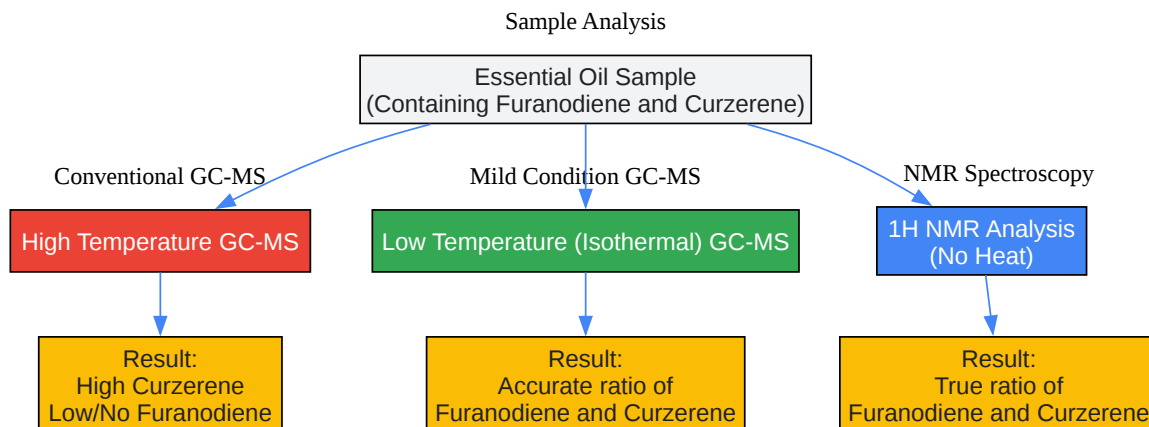 Sample Analysis
Essential Oil Sample
(Containing Furanodiene and Curzerene)
Conventional GC-MS
Mild Condition GC-MS
NMR Spectroscopy
High Temperature GC-MS
Low Temperature (Isothermal) GC-MS
1H NMR Analysis
(No Heat)
Result:
High Curzerene
Low/No Furanodiene
Result:
Accurate ratio of
Furanodiene and Curzerene
Result:
True ratio of
Furanodiene and Curzerene